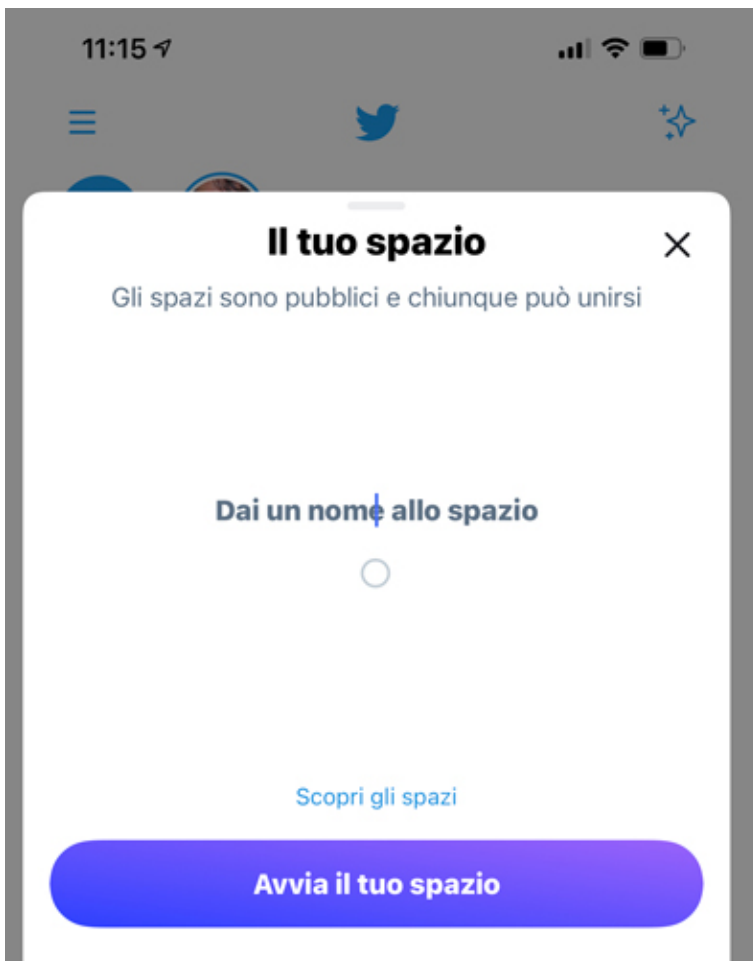 11:15
Il tuo spazio
Gli spazi sono pubblici e chiunque può unirsi
Dai un nome allo spazio
Scopri gli spazi
Avvia il tuo spazio